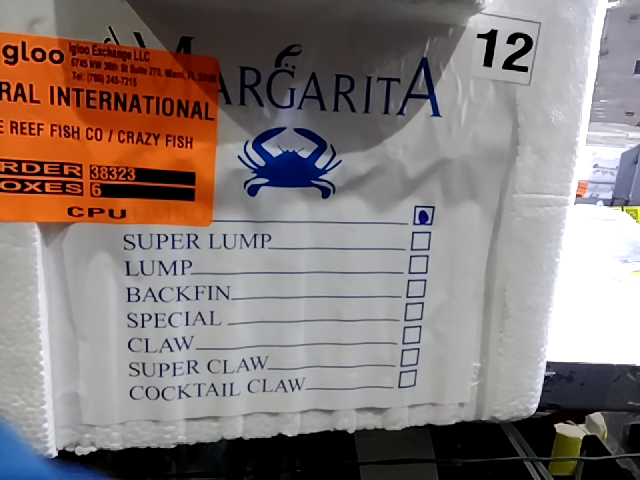 12
gloo Igloo Exchange LLC
MARGARITA
RAL INTERNATIONAL
E REEF FISH CO / CRAZY FISH
RDER 38323
OXES 6
CPU
SUPER LUMP
LUMP
BACKFIN
SPECIAL
CLAW
SUPER CLAW
COCKTAIL CLAW